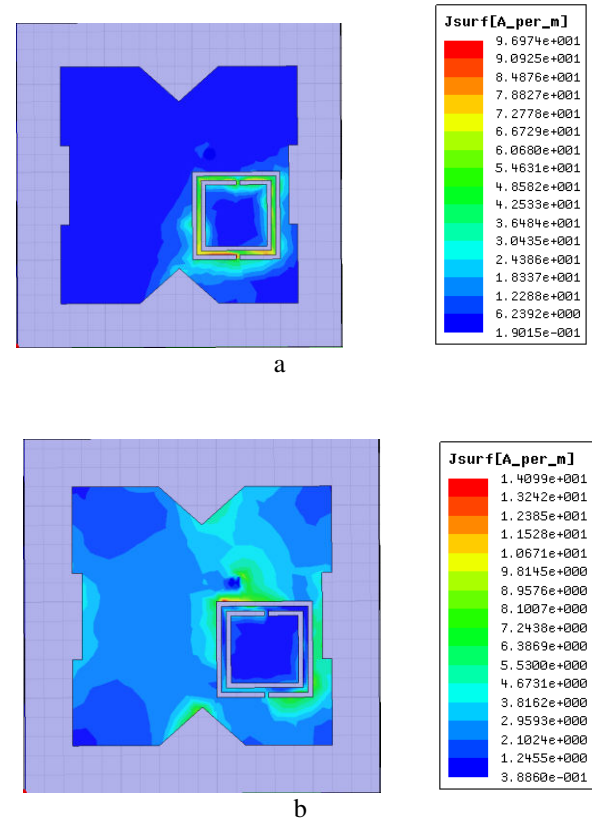 Jsurf[A_per_m]
9.6974e+001
9.0925e+001
8.4876e+001
7.8827e+001
7.2778e+001
6.6729e+001
6.0680e+001
5.4631e+001
4.8582e+001
4.2533e+001
3.6484e+001
3.0435e+001
2.4386e+001
1.8337e+001
1.2288e+001
6.2392e+000
1.9015e-001
a
Jsurf[A_per_m]
1.4099e+001
1.3242e+001
1.2385e+001
1.1528e+001
1.0671e+001
9.8145e+000
8.9576e+000
8.1007e+000
7.2438e+000
6.3869e+000
5.5300e+000
4.6731e+000
3.8162e+000
2.9593e+000
2.1024e+000
1.2455e+000
3.8860e-001
b